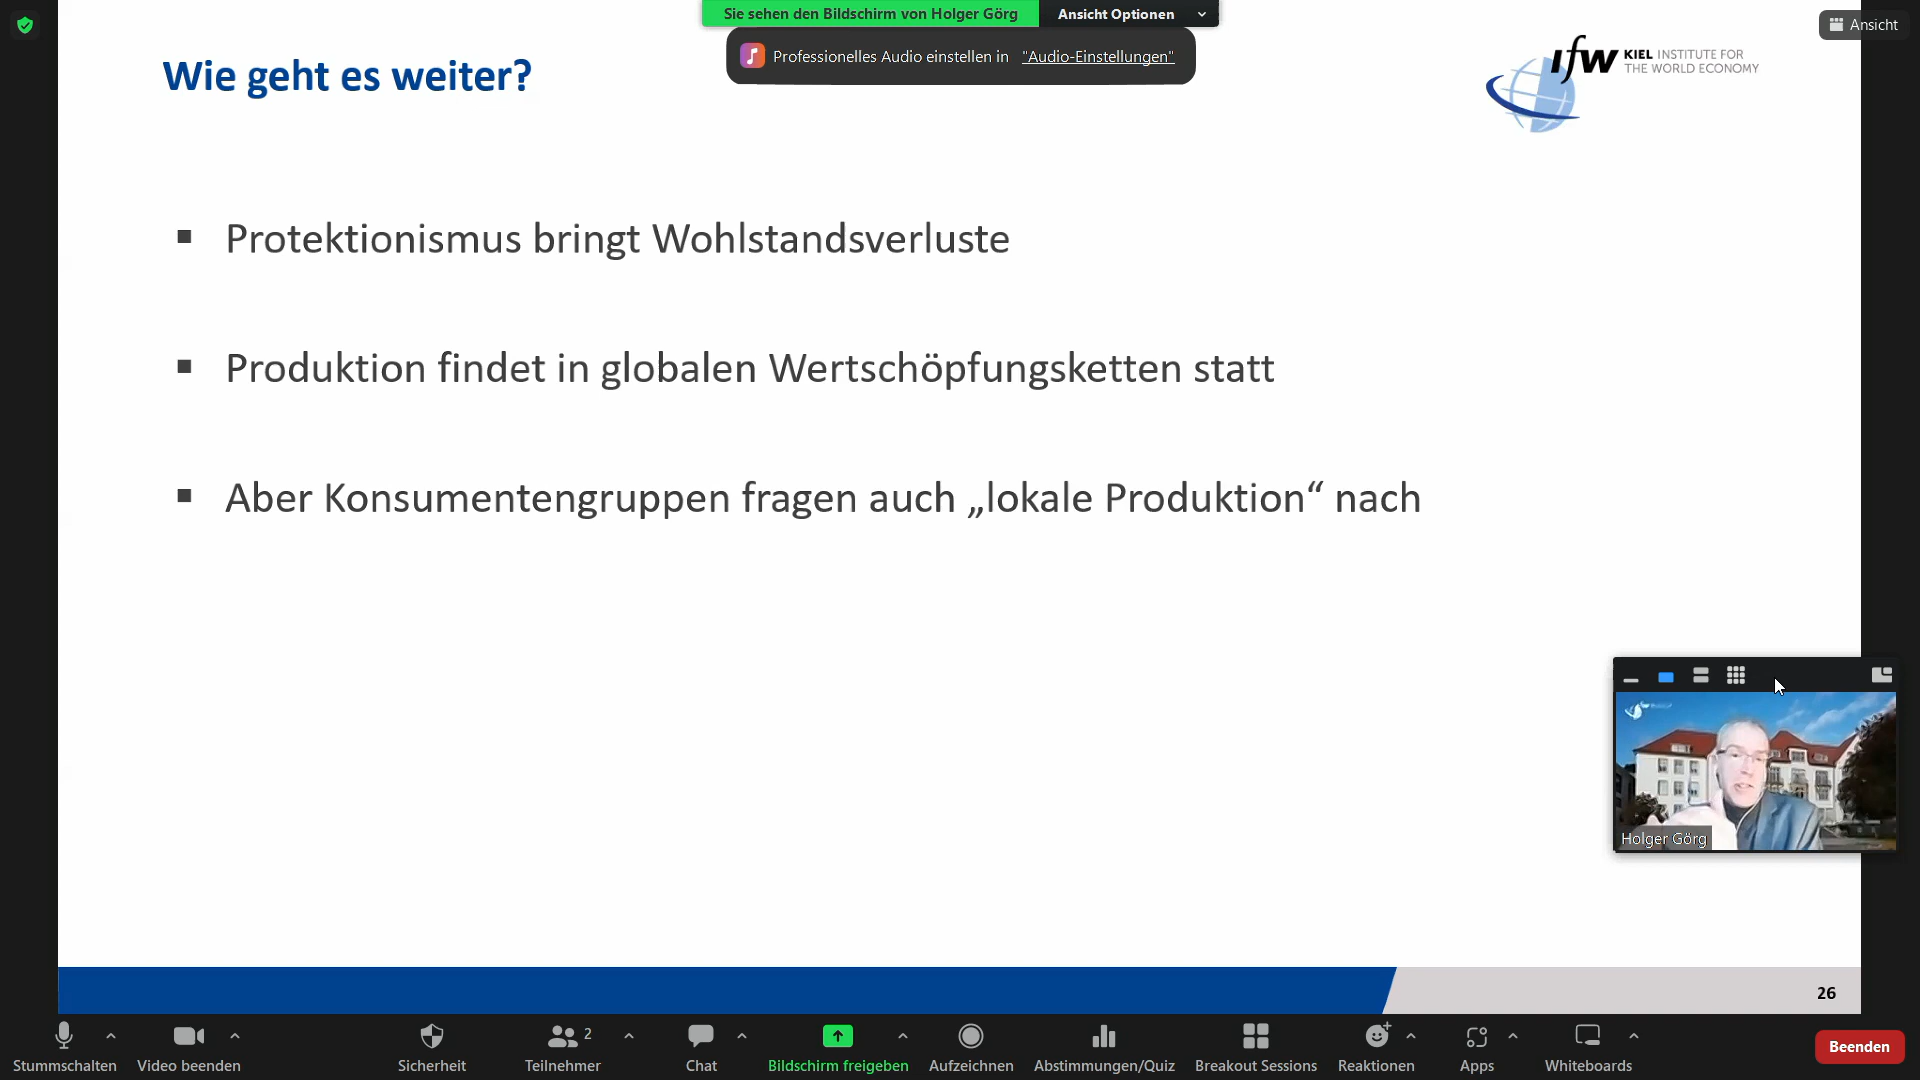 Sie sehen den Bildschirm von Holger Görg
Ansicht Optionen
Ansicht
Professionelles Audio einstellen in "Audio-Einstellungen"
Wie geht es weiter?
ifw KIEL INSTITUTE FOR
THE WORLD ECONOMY
▪ Protektionismus bringt Wohlstandsverluste
▪ Produktion findet in globalen Wertschöpfungsketten statt
▪ Aber Konsumentengruppen fragen auch „lokale Produktion“ nach
Holger Görg
26
2
Stummschalten
Video beenden
Sicherheit
Teilnehmer
Chat
Bildschirm freigeben
Aufzeichnen
Abstimmungen/Quiz
Breakout Sessions
Reaktionen
Apps
Whiteboards
Beenden